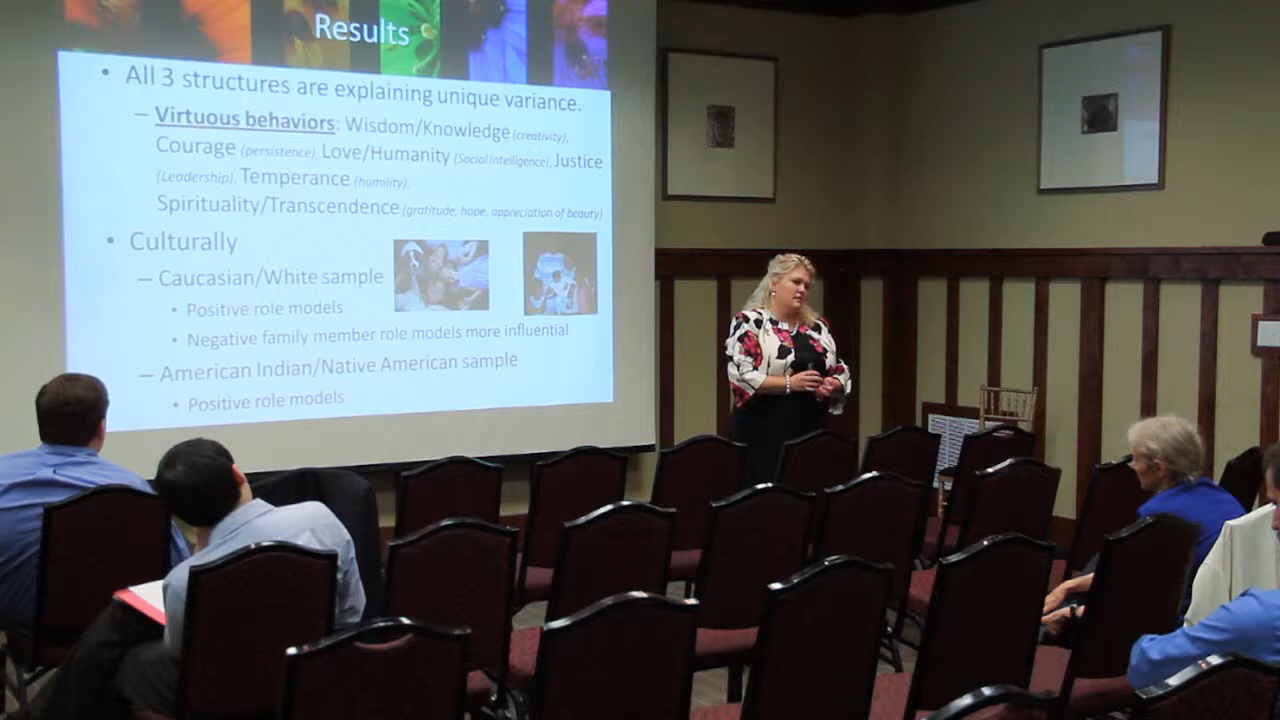 Results
• All 3 structures are explaining unique variance.
– Virtuous behaviors: Wisdom/Knowledge (creativity),
Courage (persistence), Love/Humanity (Social Intelligence), Justice
(Leadership), Temperance (humility),
Spirituality/Transcendence (gratitude, hope, appreciation of beauty)
• Culturally
– Caucasian/White sample
• Positive role models
• Negative family member role models more influential
– American Indian/Native American sample
• Positive role models